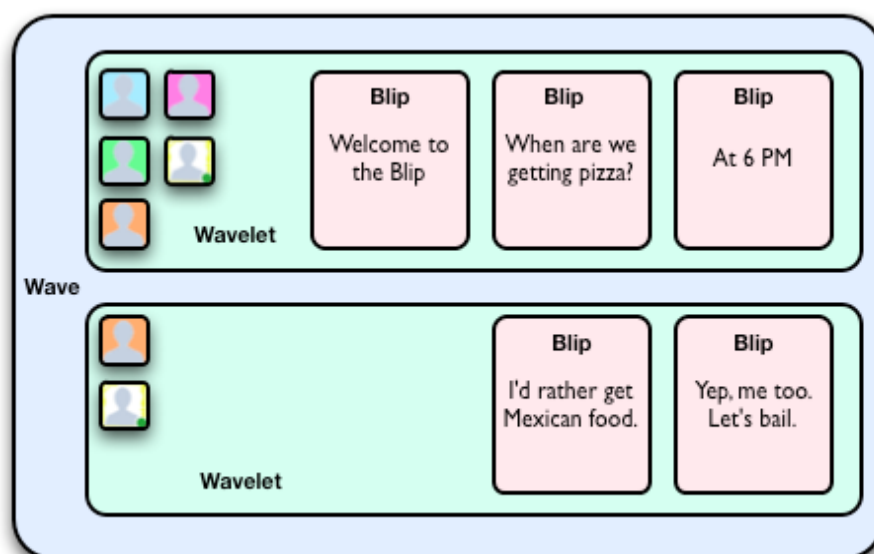 Blip
Welcome to
the Blip
Blip
When are we
getting pizza?
Blip
At 6 PM
Wavelet
Wave
Blip
I'd rather get
Mexican food.
Blip
Yep, me too.
Let's bail.
Wavelet